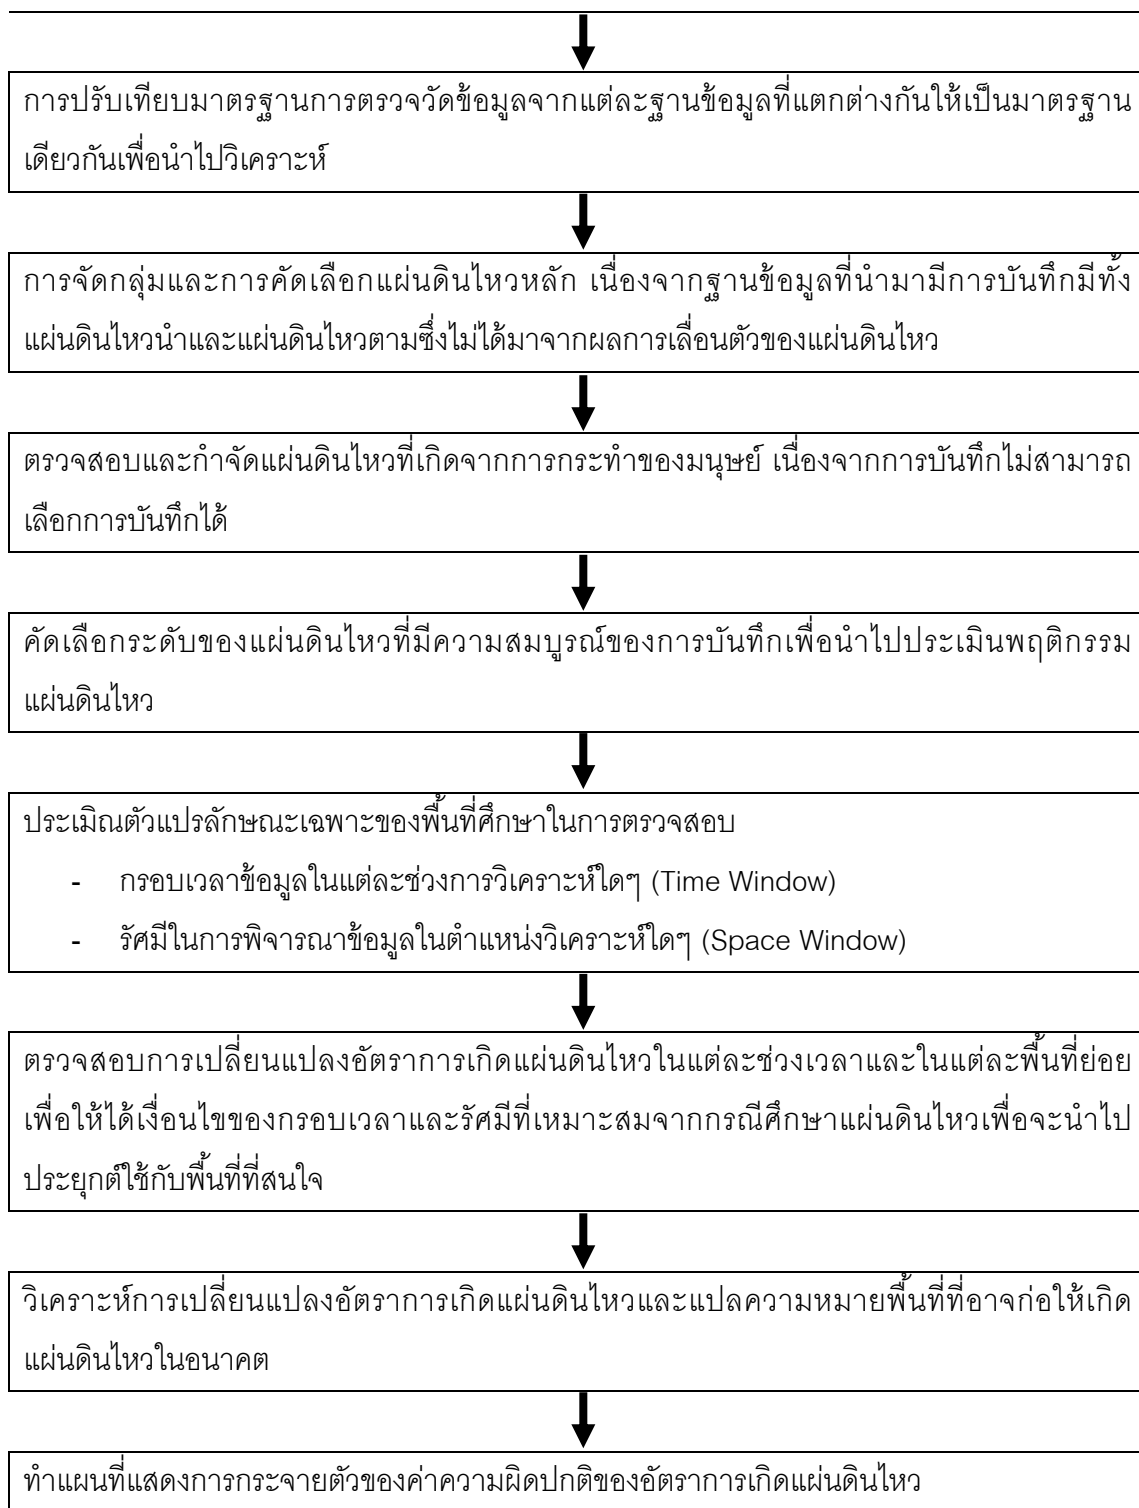 การปรับเทียบมาตรฐานการตรวจวัดข้อมูลจากแต่ละฐานข้อมูลที่แตกต่างกันให้เป็นมาตรฐาน
เดียวกันเพื่อนำไปวิเคราะห์
การจัดกลุ่มและการคัดเลือกแผ่นดินไหวหลัก เนื่องจากฐานข้อมูลที่นำมามีการบันทึกมีทั้ง
แผ่นดินไหวนำและแผ่นดินไหวตามซึ่งไม่ได้มาจากผลการเลื่อนตัวของแผ่นดินไหว
ตรวจสอบและกำจัดแผ่นดินไหวที่เกิดจากการกระทำของมนุษย์ เนื่องจากการบันทึกไม่สามารถ
เลือกการบันทึกได้
คัดเลือกระดับของแผ่นดินไหวที่มีความสมบูรณ์ของการบันทึกเพื่อนำไปประเมินพฤติกรรม
แผ่นดินไหว
ประเมิณตัวแปรลักษณะเฉพาะของพื้นที่ศึกษาในการตรวจสอบ
- กรอบเวลาข้อมูลในแต่ละช่วงการวิเคราะห์ใดๆ (Time Window)
- รัศมีในการพิจารณาข้อมูลในตำแหน่งวิเคราะห์ใดๆ (Space Window)
ตรวจสอบการเปลี่ยนแปลงอัตราการเกิดแผ่นดินไหวในแต่ละช่วงเวลาและในแต่ละพื้นที่ย่อย
เพื่อให้ได้เงื่อนไขของกรอบเวลาและรัศมีที่เหมาะสมจากกรณีศึกษาแผ่นดินไหวเพื่อจะนำไป
ประยุกต์ใช้กับพื้นที่ที่สนใจ
วิเคราะห์การเปลี่ยนแปลงอัตราการเกิดแผ่นดินไหวและแปลความหมายพื้นที่ที่อาจก่อให้เกิด
แผ่นดินไหวในอนาคต
ทำแผนที่แสดงการกระจายตัวของค่าความผิดปกติของอัตราการเกิดแผ่นดินไหว